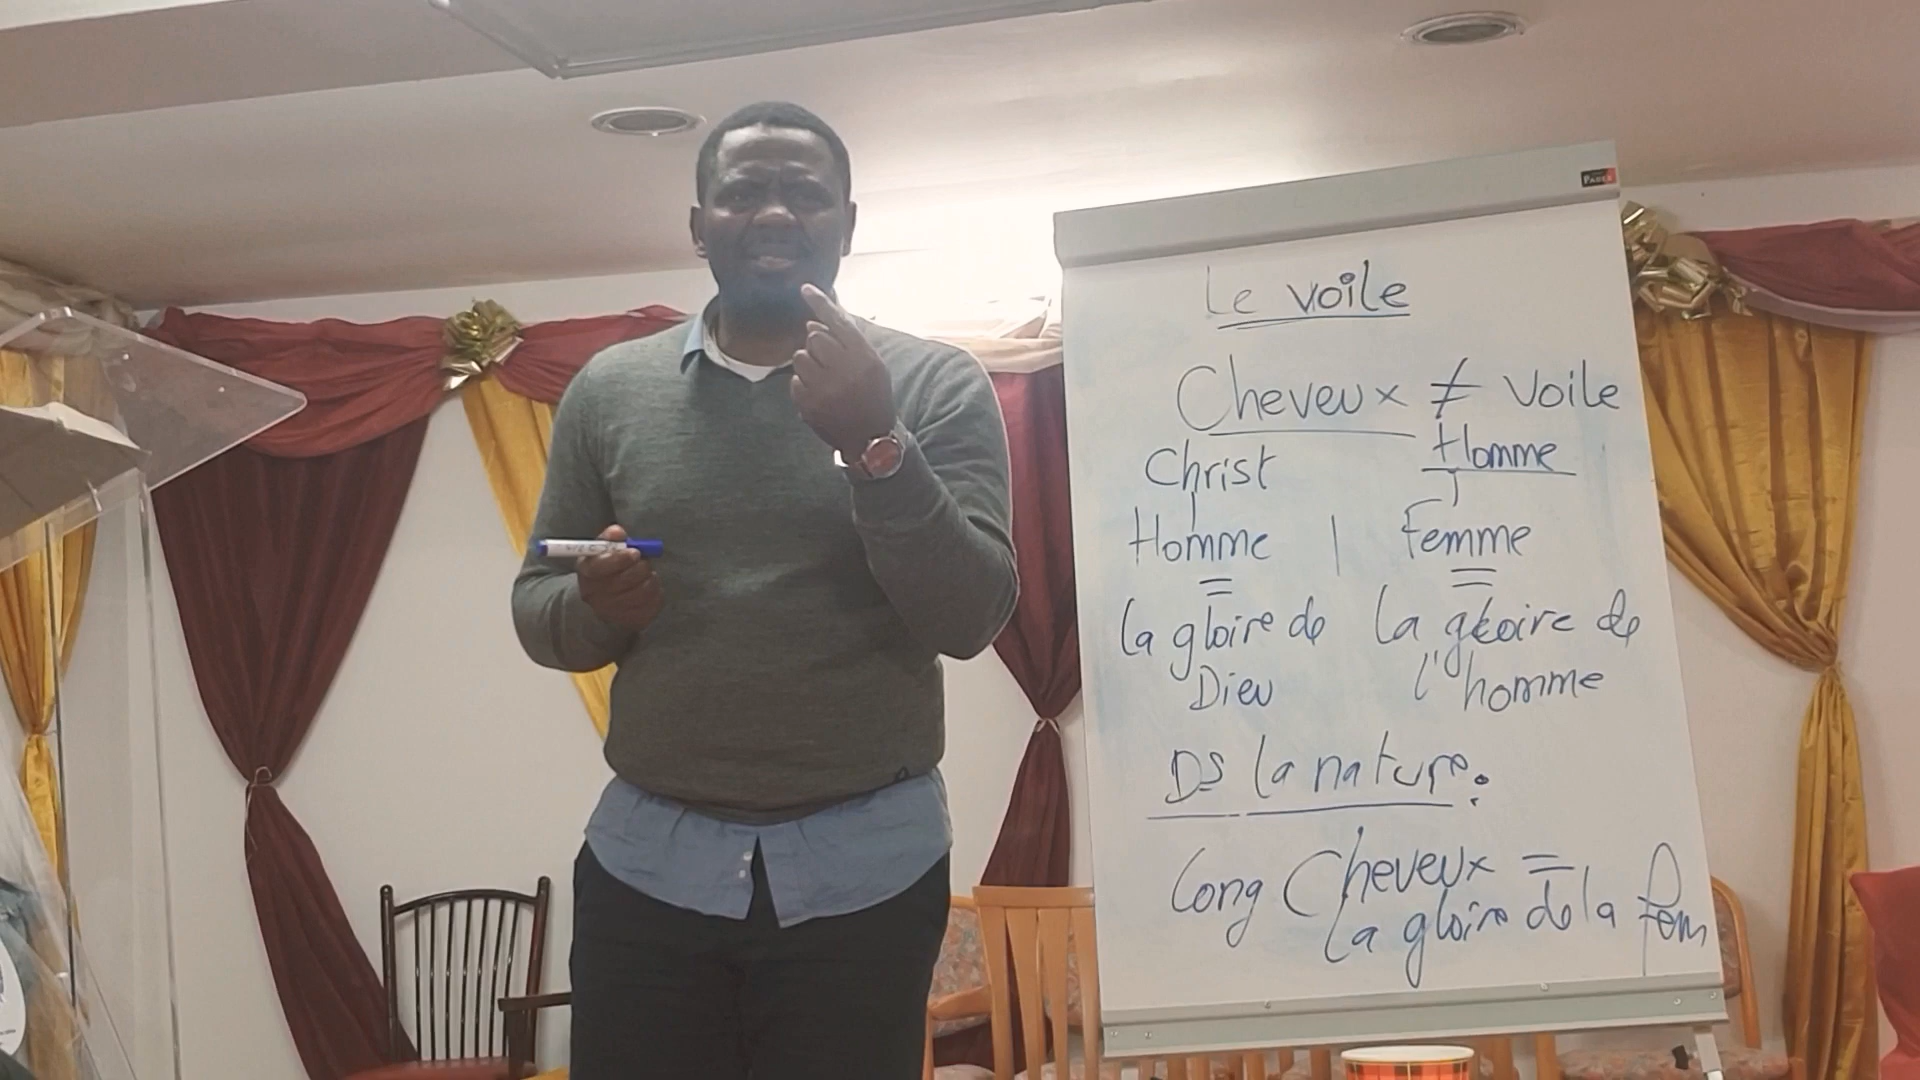 Le voile
Cheveux ≠ voile
Christ Homme
Homme | Femme
= =
la gloire de La gloire de
Dieu l'homme
Ds la nature:
Long Cheveux =
La gloire de la fem